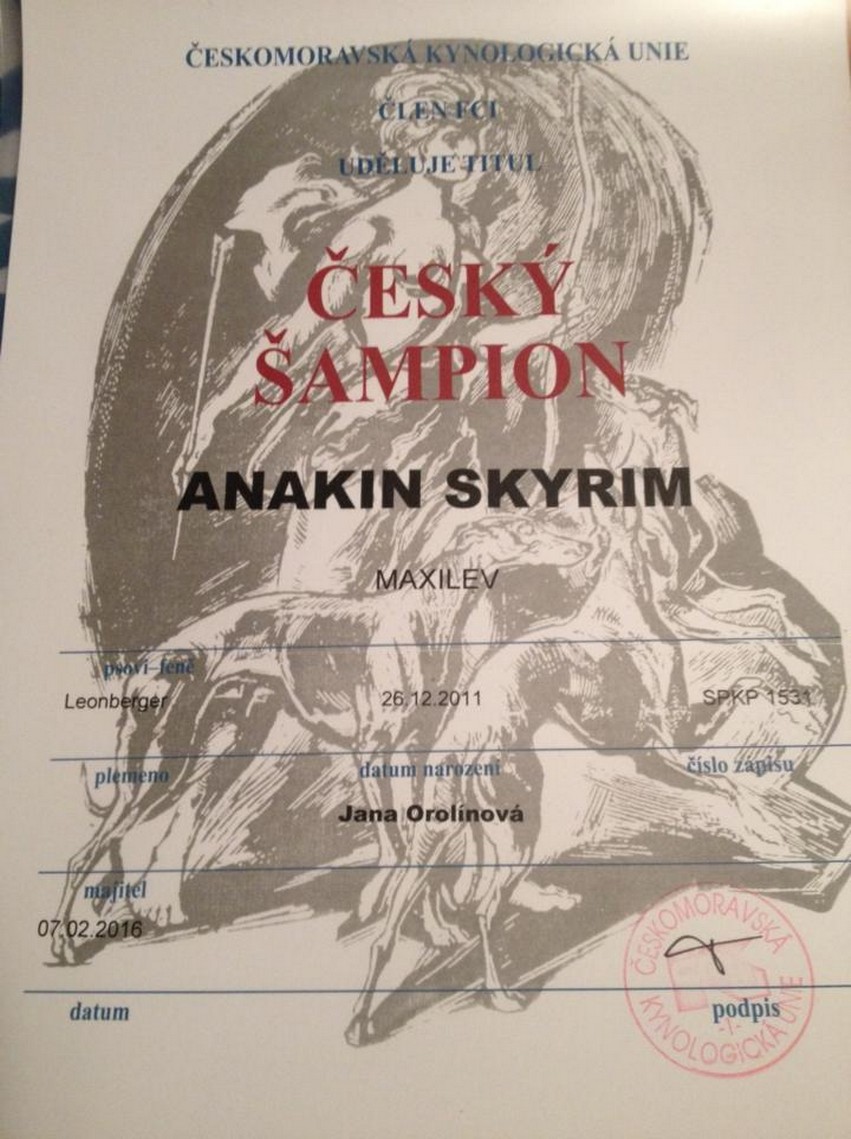 ČESKOMORAVSKÁ KYNOLOGICKÁ UNIE
ČLEN FCI
UDĚLUJE TITUL
ČESKÝ
ŠAMPION
ANAKIN SKYRIM
MAXILEV
psovi–feně
Leonberger 26.12.2011 SPKP 1531
plemeno datum narození číslo zápisu
Jana Orolínová
majitel
07.02.2016
datum podpis
ČESKOMORAVSKÁ
KYNOLOGICKÁ UNIE
-1-